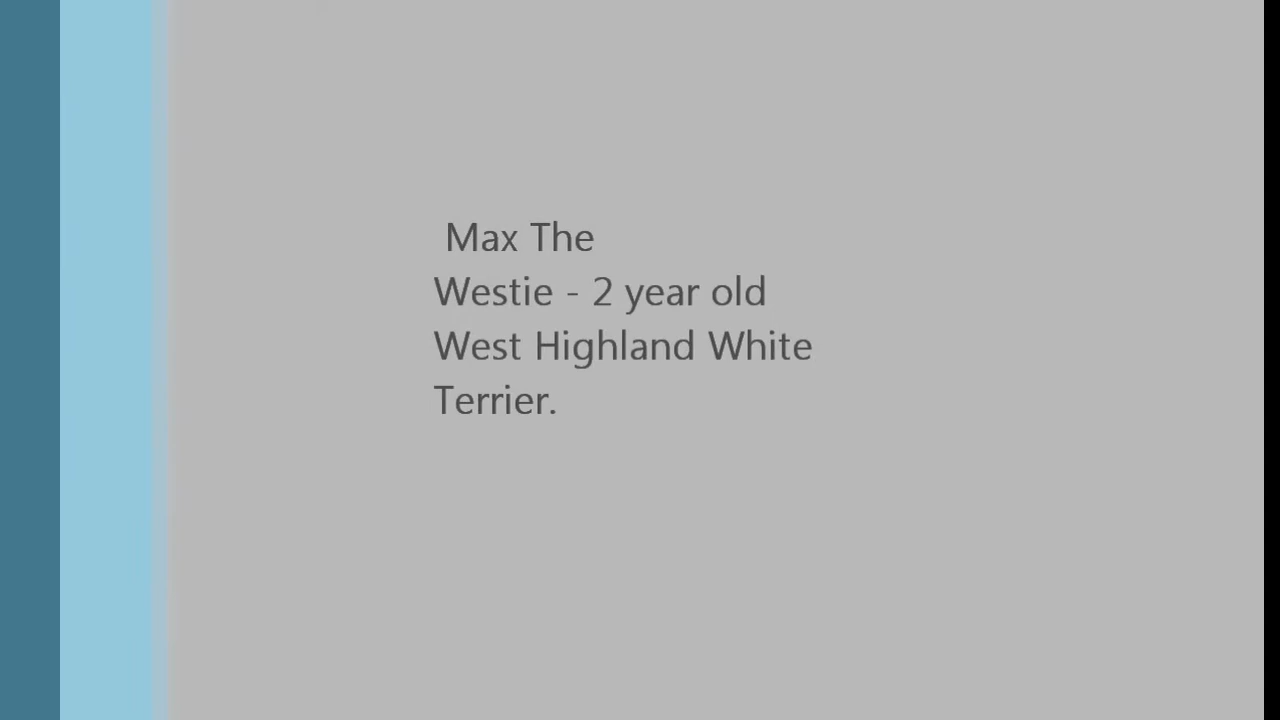 Max The
Westie - 2 year old
West Highland White
Terrier.